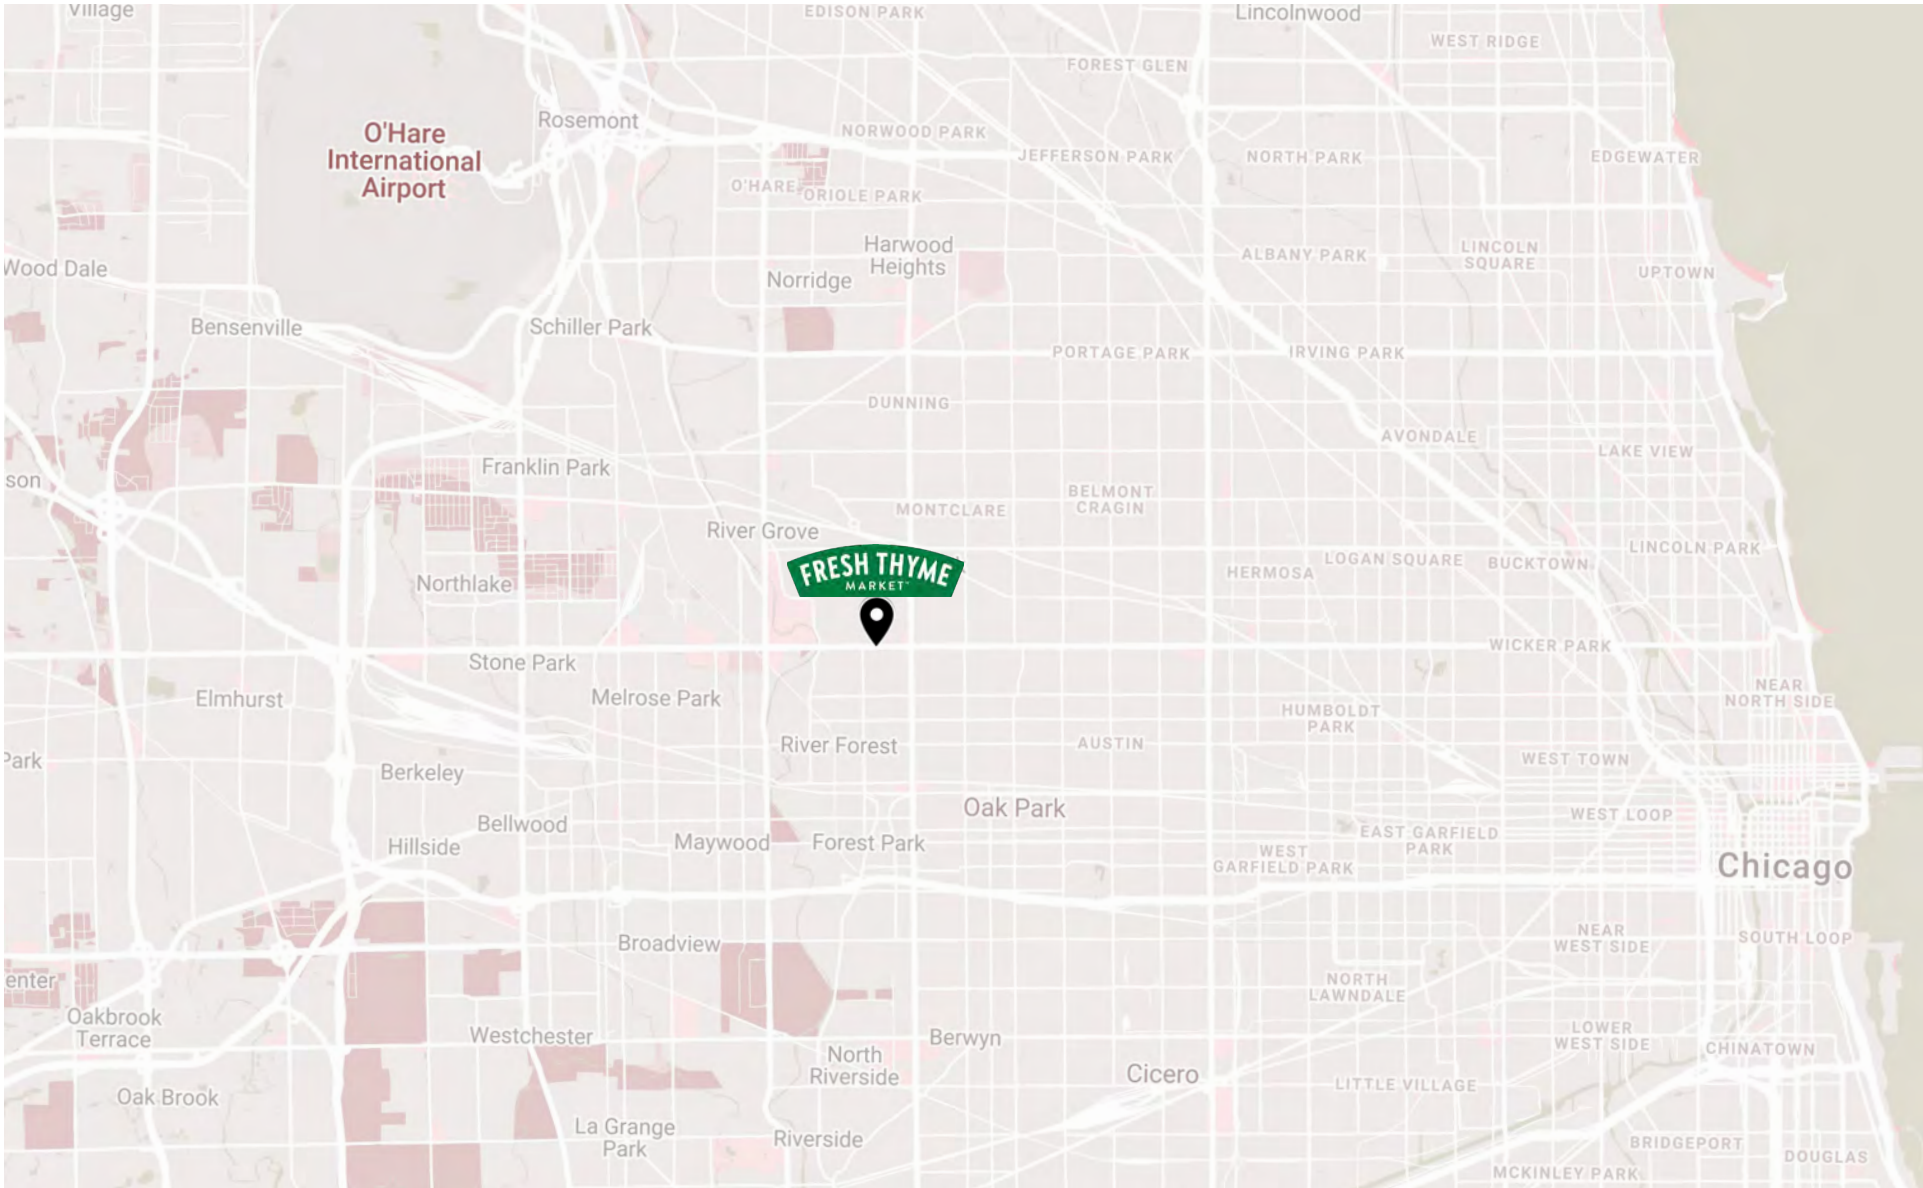 Village
EDISON PARK
Lincolnwood
WEST RIDGE
FOREST GLEN
Rosemont
O'Hare
International
Airport
NORWOOD PARK
JEFFERSON PARK
NORTH PARK
EDGEWATER
O'HARE
ORIOLE PARK
Harwood
Heights
ALBANY PARK
LINCOLN
SQUARE
UPTOWN
Wood Dale
Norridge
Bensenville
Schiller Park
PORTAGE PARK
IRVING PARK
DUNNING
AVONDALE
LAKE VIEW
Franklin Park
son
BELMONT
CRAGIN
MONTCLARE
River Grove
LINCOLN PARK
LOGAN SQUARE
BUCKTOWN
HERMOSA
FRESH THYME
MARKET
Northlake
WICKER PARK
Stone Park
Elmhurst
Melrose Park
NEAR
NORTH SIDE
HUMBOLDT
PARK
River Forest
AUSTIN
Park
WEST TOWN
Berkeley
Oak Park
WEST LOOP
Bellwood
EAST GARFIELD
PARK
Hillside
Maywood
Forest Park
WEST
GARFIELD PARK
Chicago
Broadview
NEAR
WEST SIDE
SOUTH LOOP
enter
NORTH
LAWNDALE
Oakbrook
Terrace
Westchester
Berwyn
LOWER
WEST SIDE
CHINATOWN
North
Riverside
Cicero
LITTLE VILLAGE
Oak Brook
La Grange
Park
Riverside
BRIDGEPORT
DOUGLAS
MCKINLEY PARK